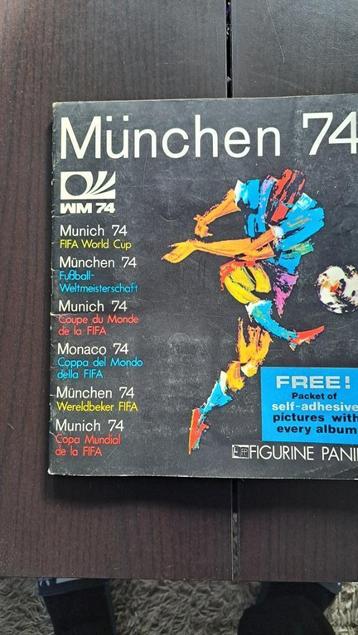 München 74
WM 74
Munich 74
FIFA World Cup
München 74
Fußball-
Weltmeisterschaft
Munich 74
Coupe du Monde
de la FIFA
Monaco 74
Coppa del Mondo
della FIFA
München 74
Wereldbeker FIFA
Munich 74
Copa Mundial
de la FIFA
FREE!
Packet of
self-adhesive
pictures with
every album
FIGURINE PANI